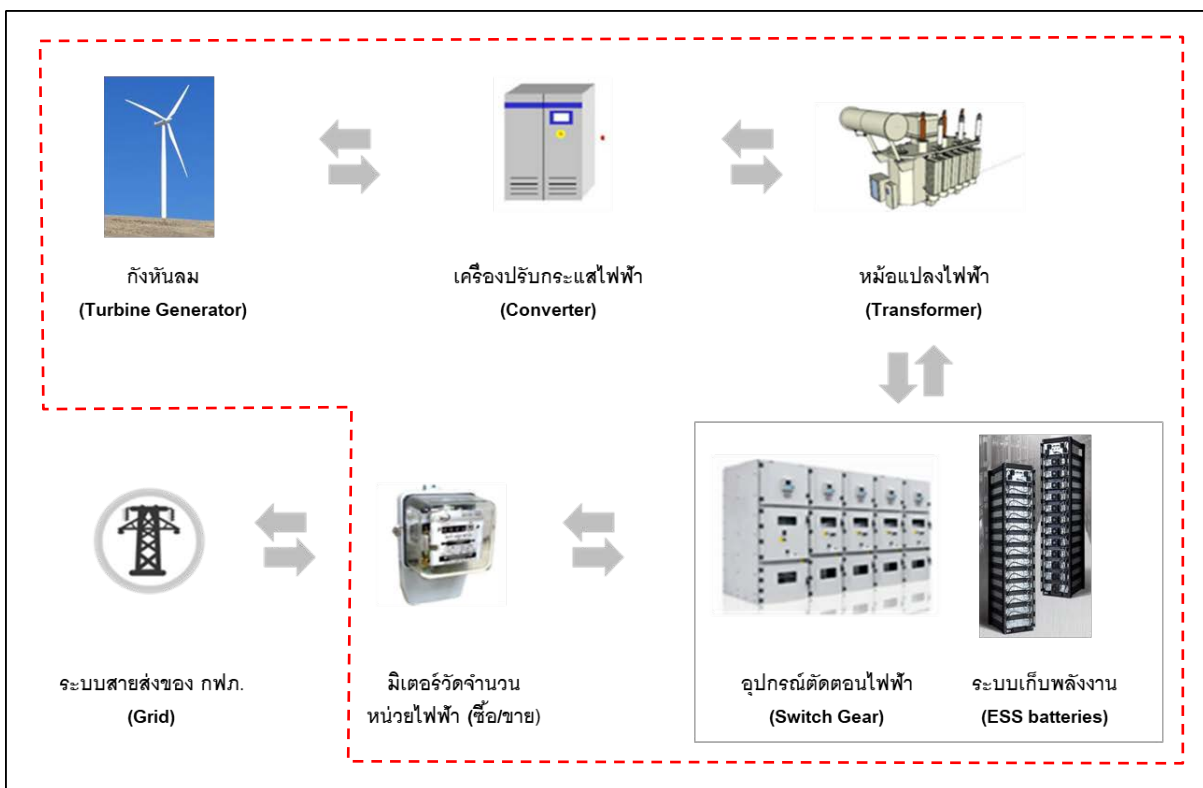 กังหันลม
(Turbine Generator)
เครื่องปรับกระแสไฟฟ้า
(Converter)
หม้อแปลงไฟฟ้า
(Transformer)
ระบบสายส่งของ กฟภ.
(Grid)
มิเตอร์วัดจำนวน
หน่วยไฟฟ้า (ซื้อ/ขาย)
อุปกรณ์ตัดตอนไฟฟ้า
(Switch Gear)
ระบบเก็บพลังงาน
(ESS batteries)